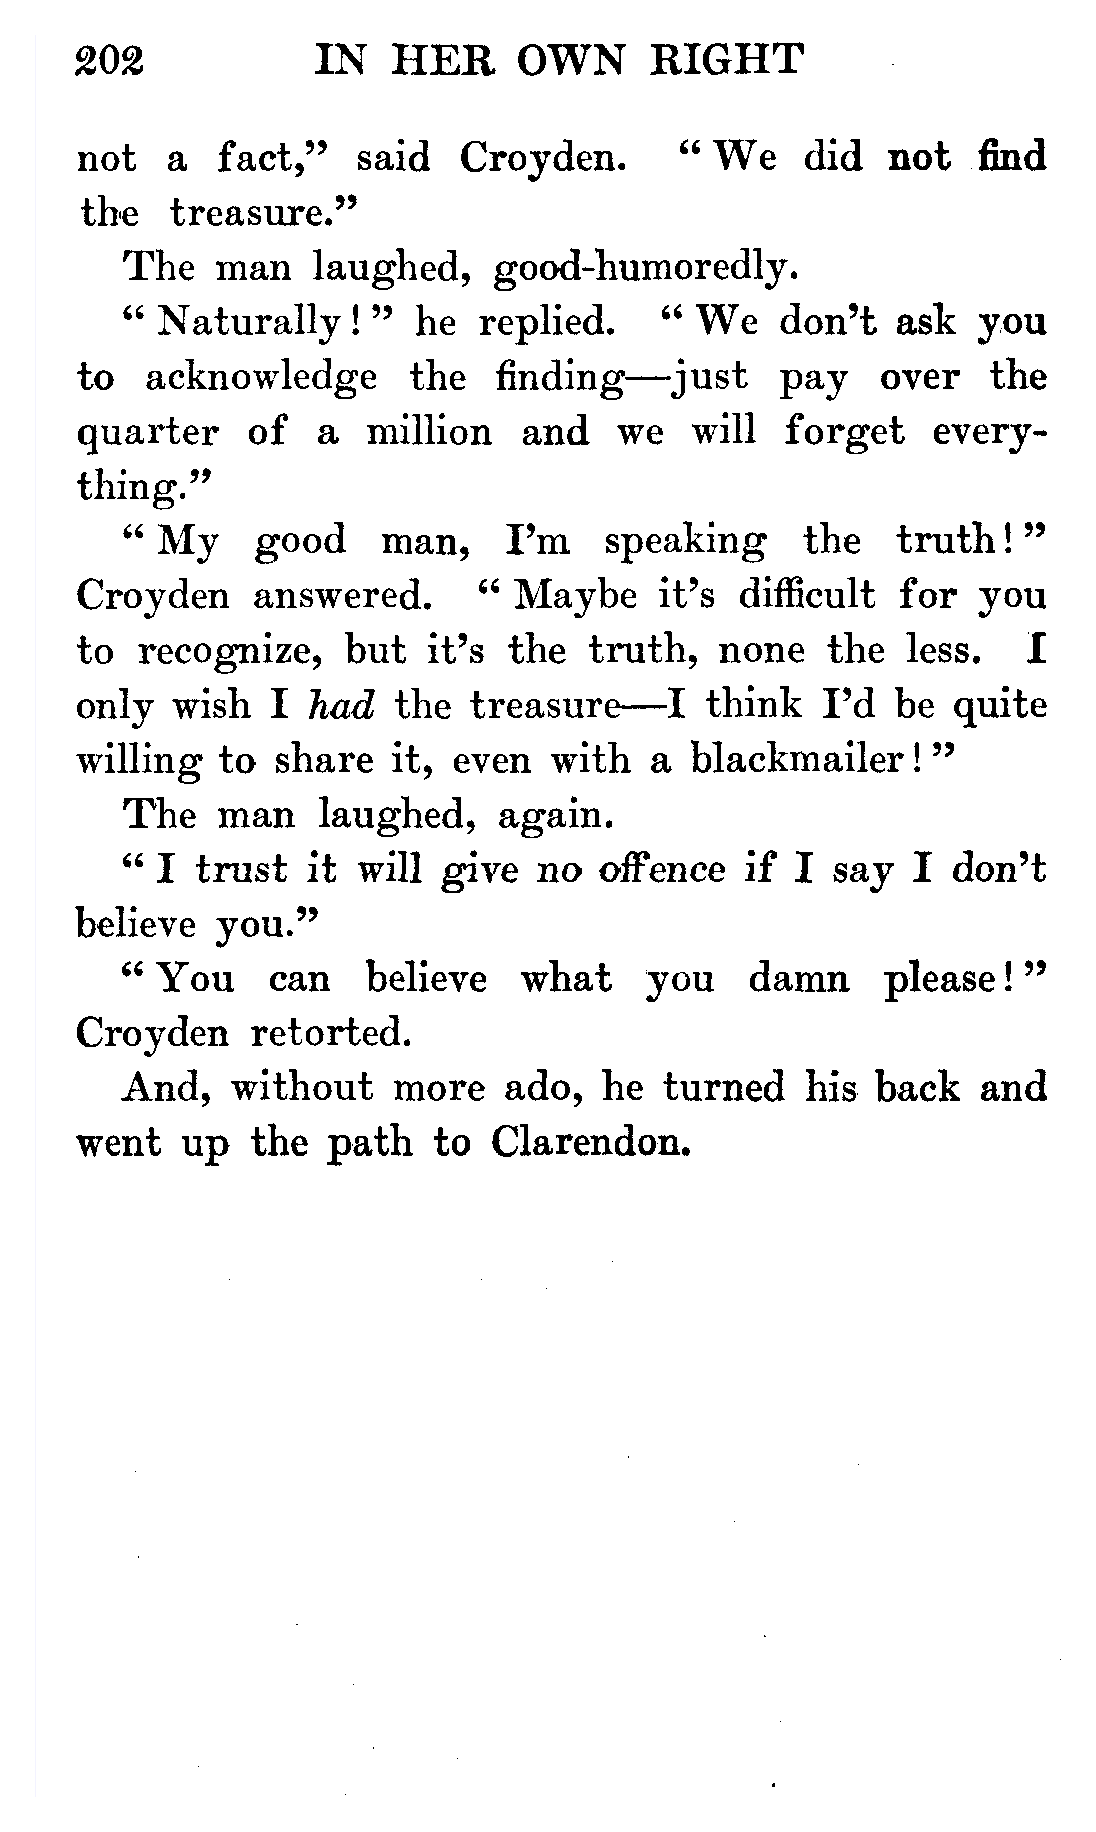 202 IN HER OWN RIGHT
not a fact,” said Croyden. “ We did not find
the treasure.”
The man laughed, good-humoredly.
“ Naturally! ” he replied. “ We don’t ask you
to acknowledge the finding—just pay over the
quarter of a million and we will forget every-
thing.”
“ My good man, I’m speaking the truth! ”
Croyden answered. “ Maybe it’s difficult for you
to recognize, but it’s the truth, none the less. I
only wish I had the treasure—I think I’d be quite
willing to share it, even with a blackmailer! ”
The man laughed, again.
“ I trust it will give no offence if I say I don’t
believe you.”
“ You can believe what you damn please! ”
Croyden retorted.
And, without more ado, he turned his back and
went up the path to Clarendon.